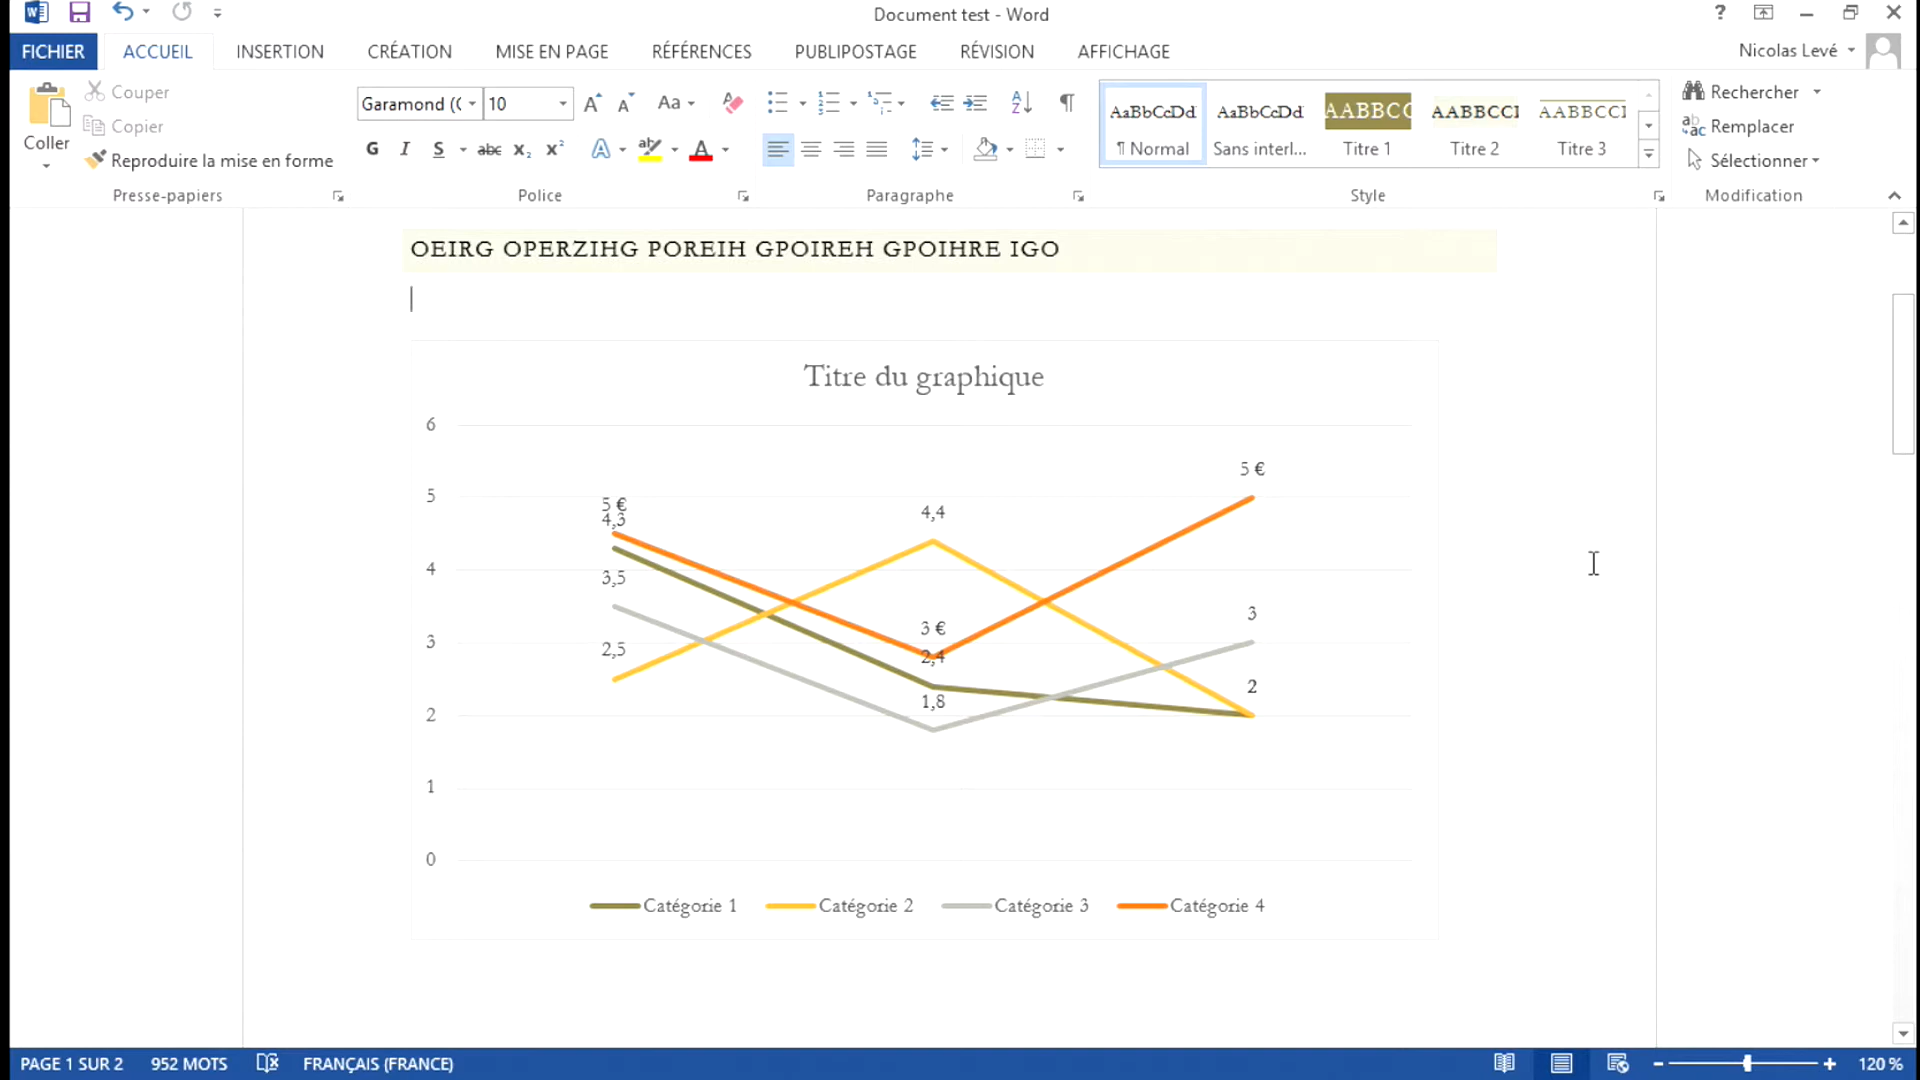 Document test - Word
?
FICHIER ACCUEIL INSERTION CRÉATION MISE EN PAGE RÉFÉRENCES PUBLIPOSTAGE RÉVISION AFFICHAGE Nicolas Levé
Coller
Couper
Copier
Reproduire la mise en forme
Presse-papiers
Garamond (C 10 Aa
G I S abc X₂ X²
Police
Paragraphe
AaBbCcDd AaBbCcDd AABBCC AABBCCI AABBCCI
¶ Normal Sans interl... Titre 1 Titre 2 Titre 3
Style
Rechercher
Remplacer
Sélectionner
Modification
OEIRG OPERZIHG POREIH GPOIREH GPOIHRE IGO
Titre du graphique
6
5
4
3
2
1
0
5 €
4,3
3,5
2,5
4,4
3 €
2,4
1,8
5 €
3
2
Catégorie 1 Catégorie 2 Catégorie 3 Catégorie 4
PAGE 1 SUR 2 952 MOTS FRANÇAIS (FRANCE) 120 %